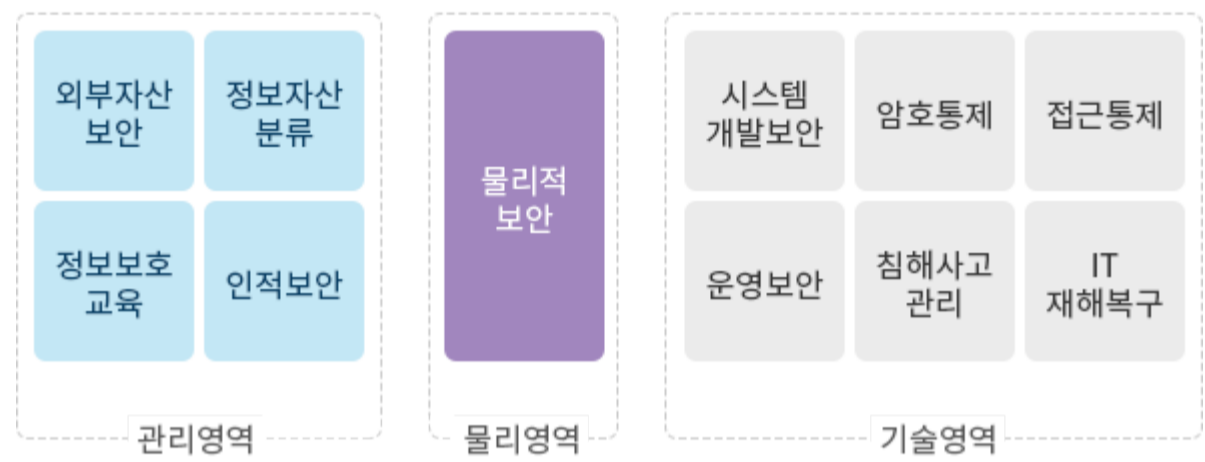 외부자산
보안
정보자산
분류
정보보호
교육
인적보안
관리영역
물리적
보안
물리영역
시스템
개발보안
암호통제
접근통제
운영보안
침해사고
관리
IT
재해복구
기술영역